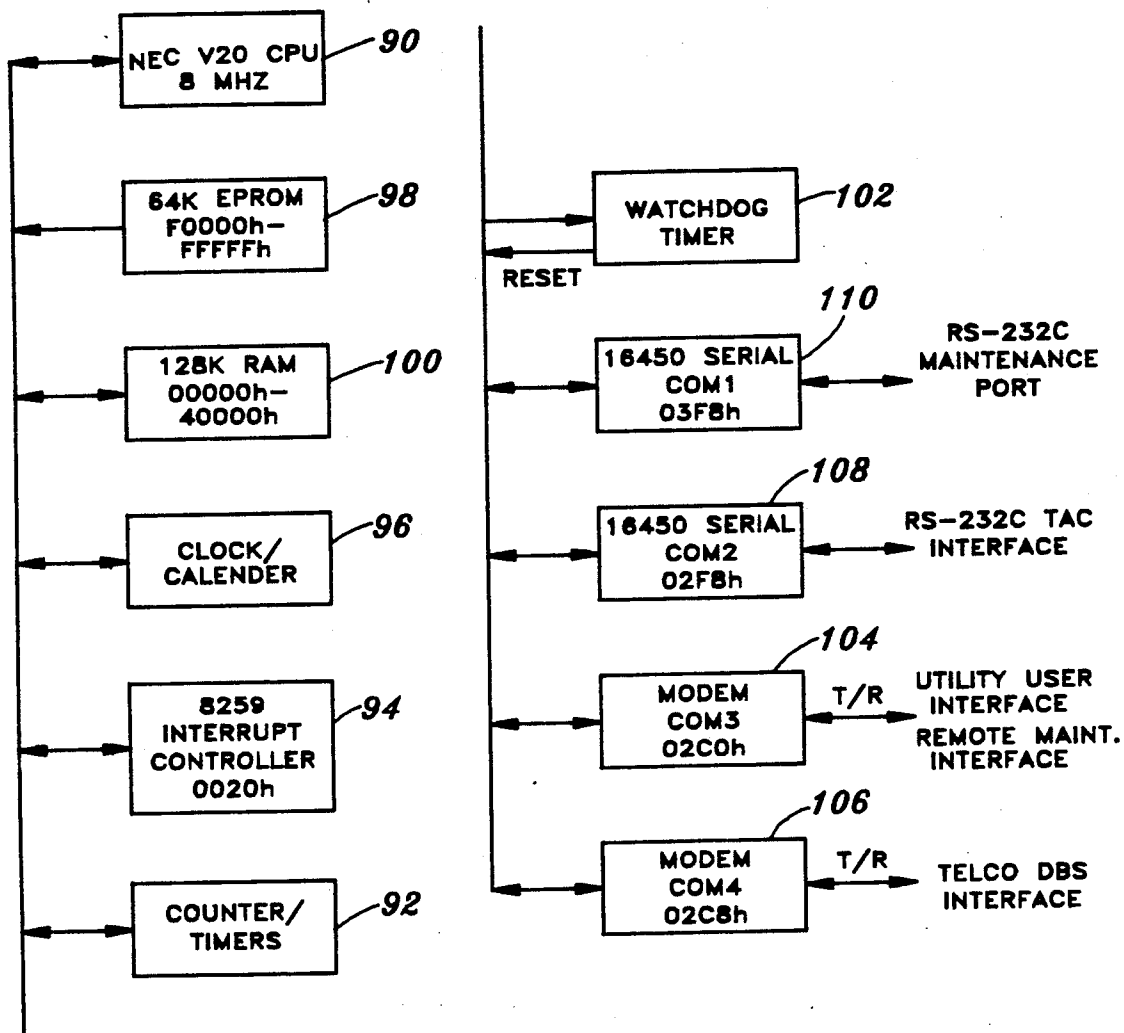 NEC V20 CPU
8 MHZ
90
64K EPROM
F0000h-
FFFFFh
98
128K RAM
00000h-
40000h
100
CLOCK/
CALENDER
96
8259
INTERRUPT
CONTROLLER
0020h
94
COUNTER/
TIMERS
92
WATCHDOG
TIMER
102
RESET
16450 SERIAL
COM1
03F8h
110
RS-232C
MAINTENANCE
PORT
16450 SERIAL
COM2
02F8h
108
RS-232C TAC
INTERFACE
MODEM
COM3
02C0h
104
T/R
UTILITY USER
INTERFACE
REMOTE MAINT.
INTERFACE
MODEM
COM4
02C8h
106
T/R
TELCO DBS
INTERFACE